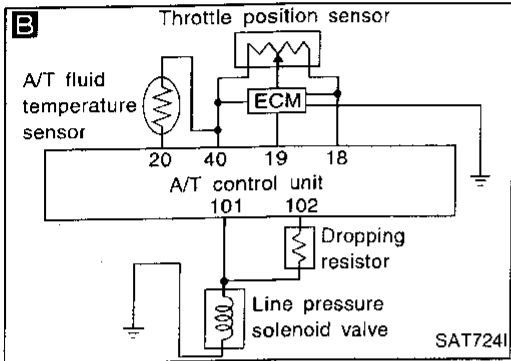 B
Throttle position sensor
A/T fluid
temperature
sensor
ECM
20 40 19 18
A/T control unit
101 102
Dropping
resistor
Line pressure
solenoid valve
SAT724I